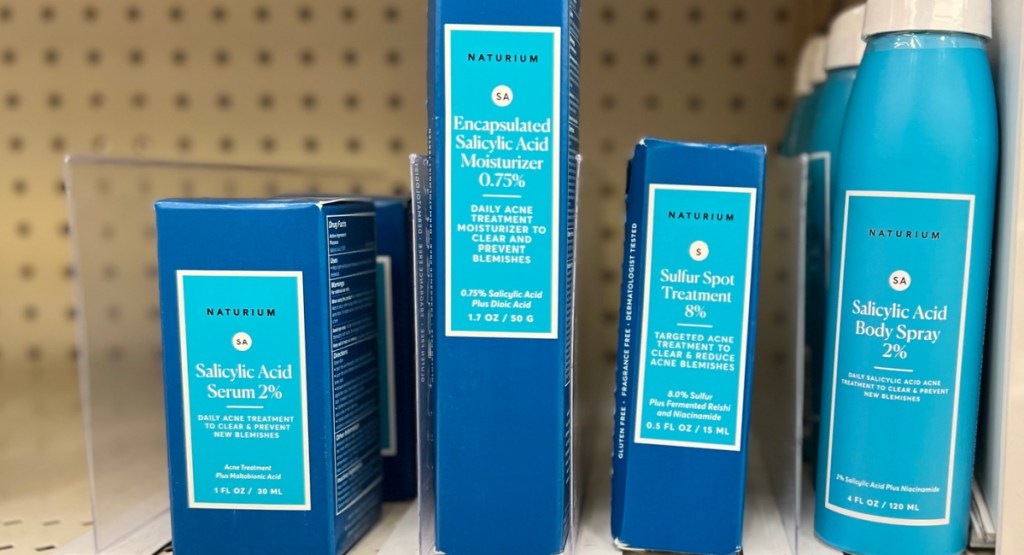 NATURIUM
SA
Salicylic Acid
Serum 2%
DAILY ACNE TREATMENT
TO CLEAR & PREVENT
NEW BLEMISHES
Acne Treatment
Plus Maltobionic Acid
1 FL OZ / 30 ML
Drug Facts
Uses
Warnings
Directions
NATURIUM
SA
Encapsulated
Salicylic Acid
Moisturizer
0.75%
DAILY ACNE
TREATMENT
MOISTURIZER TO
CLEAR AND
PREVENT
BLEMISHES
0.75% Salicylic Acid
Plus Dioic Acid
1.7 OZ / 50 G
GLUTEN FREE • FRAGRANCE FREE • DERMATOLOGIST TESTED
NATURIUM
S
Sulfur Spot
Treatment
8%
TARGETED ACNE
TREATMENT TO
CLEAR & REDUCE
ACNE BLEMISHES
8.0% Sulfur
Plus Fermented Reishi
and Niacinamide
0.5 FL OZ / 15 ML
NATURIUM
SA
Salicylic Acid
Body Spray
2%
DAILY SALICYLIC ACID ACNE
TREATMENT TO CLEAR & PREVENT
NEW BLEMISHES
2% Salicylic Acid Plus Niacinamide
4 FL OZ / 120 ML